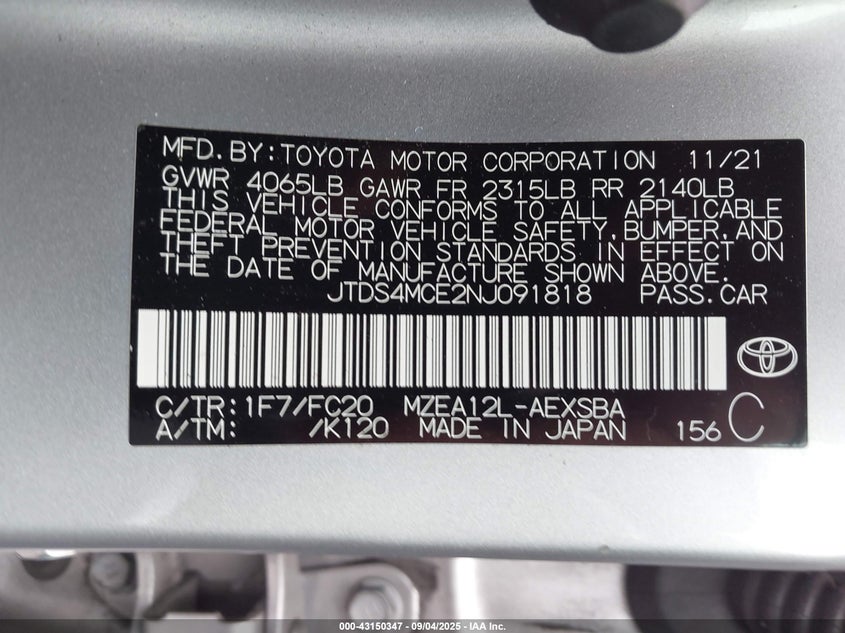 MFD. BY: TOYOTA MOTOR CORPORATION 11/21
GVWR 4065LB GAWR FR 2315LB RR 2140LB
THIS VEHICLE CONFORMS TO ALL APPLICABLE
FEDERAL MOTOR VEHICLE SAFETY, BUMPER, AND
THEFT PREVENTION STANDARDS IN EFFECT ON
THE DATE OF MANUFACTURE SHOWN ABOVE.
JTDS4MCE2NJ091818 PASS. CAR
C/TR: 1F7/FC20 MZEA12L-AEXSBA
A/TM: /K120 MADE IN JAPAN 156 C
000-43150347 - 09/04/2025 - IAA Inc.